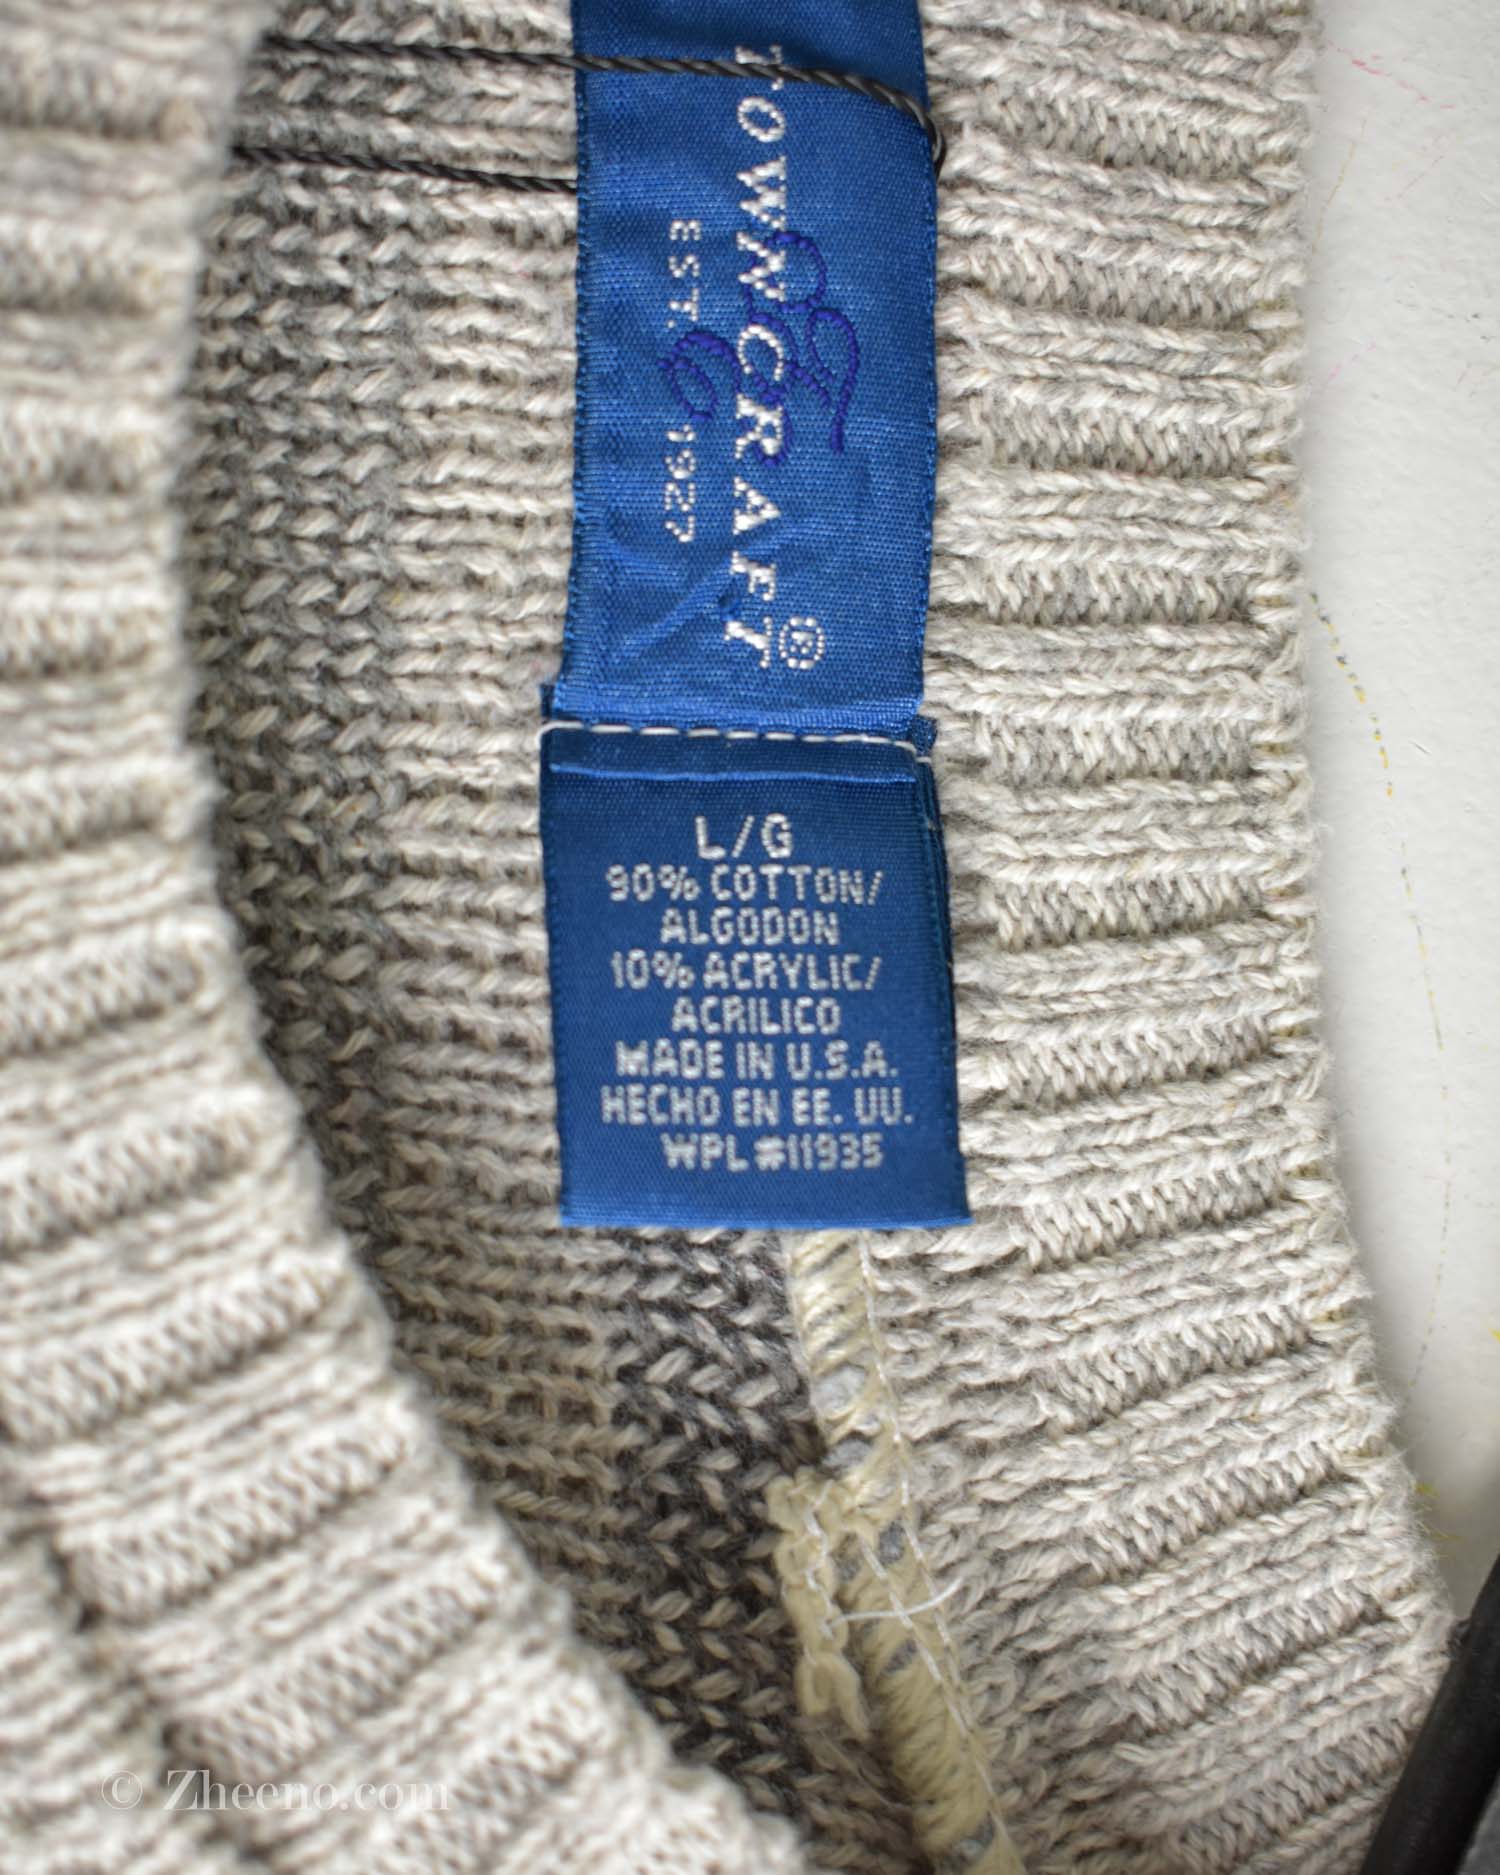 TOWNCRAFT®
EST. 1927
L/G
90% COTTON/
ALGODON
10% ACRYLIC/
ACRILICO
MADE IN U.S.A.
HECHO EN EE. UU.
WPL #11935
© Zheeno.com